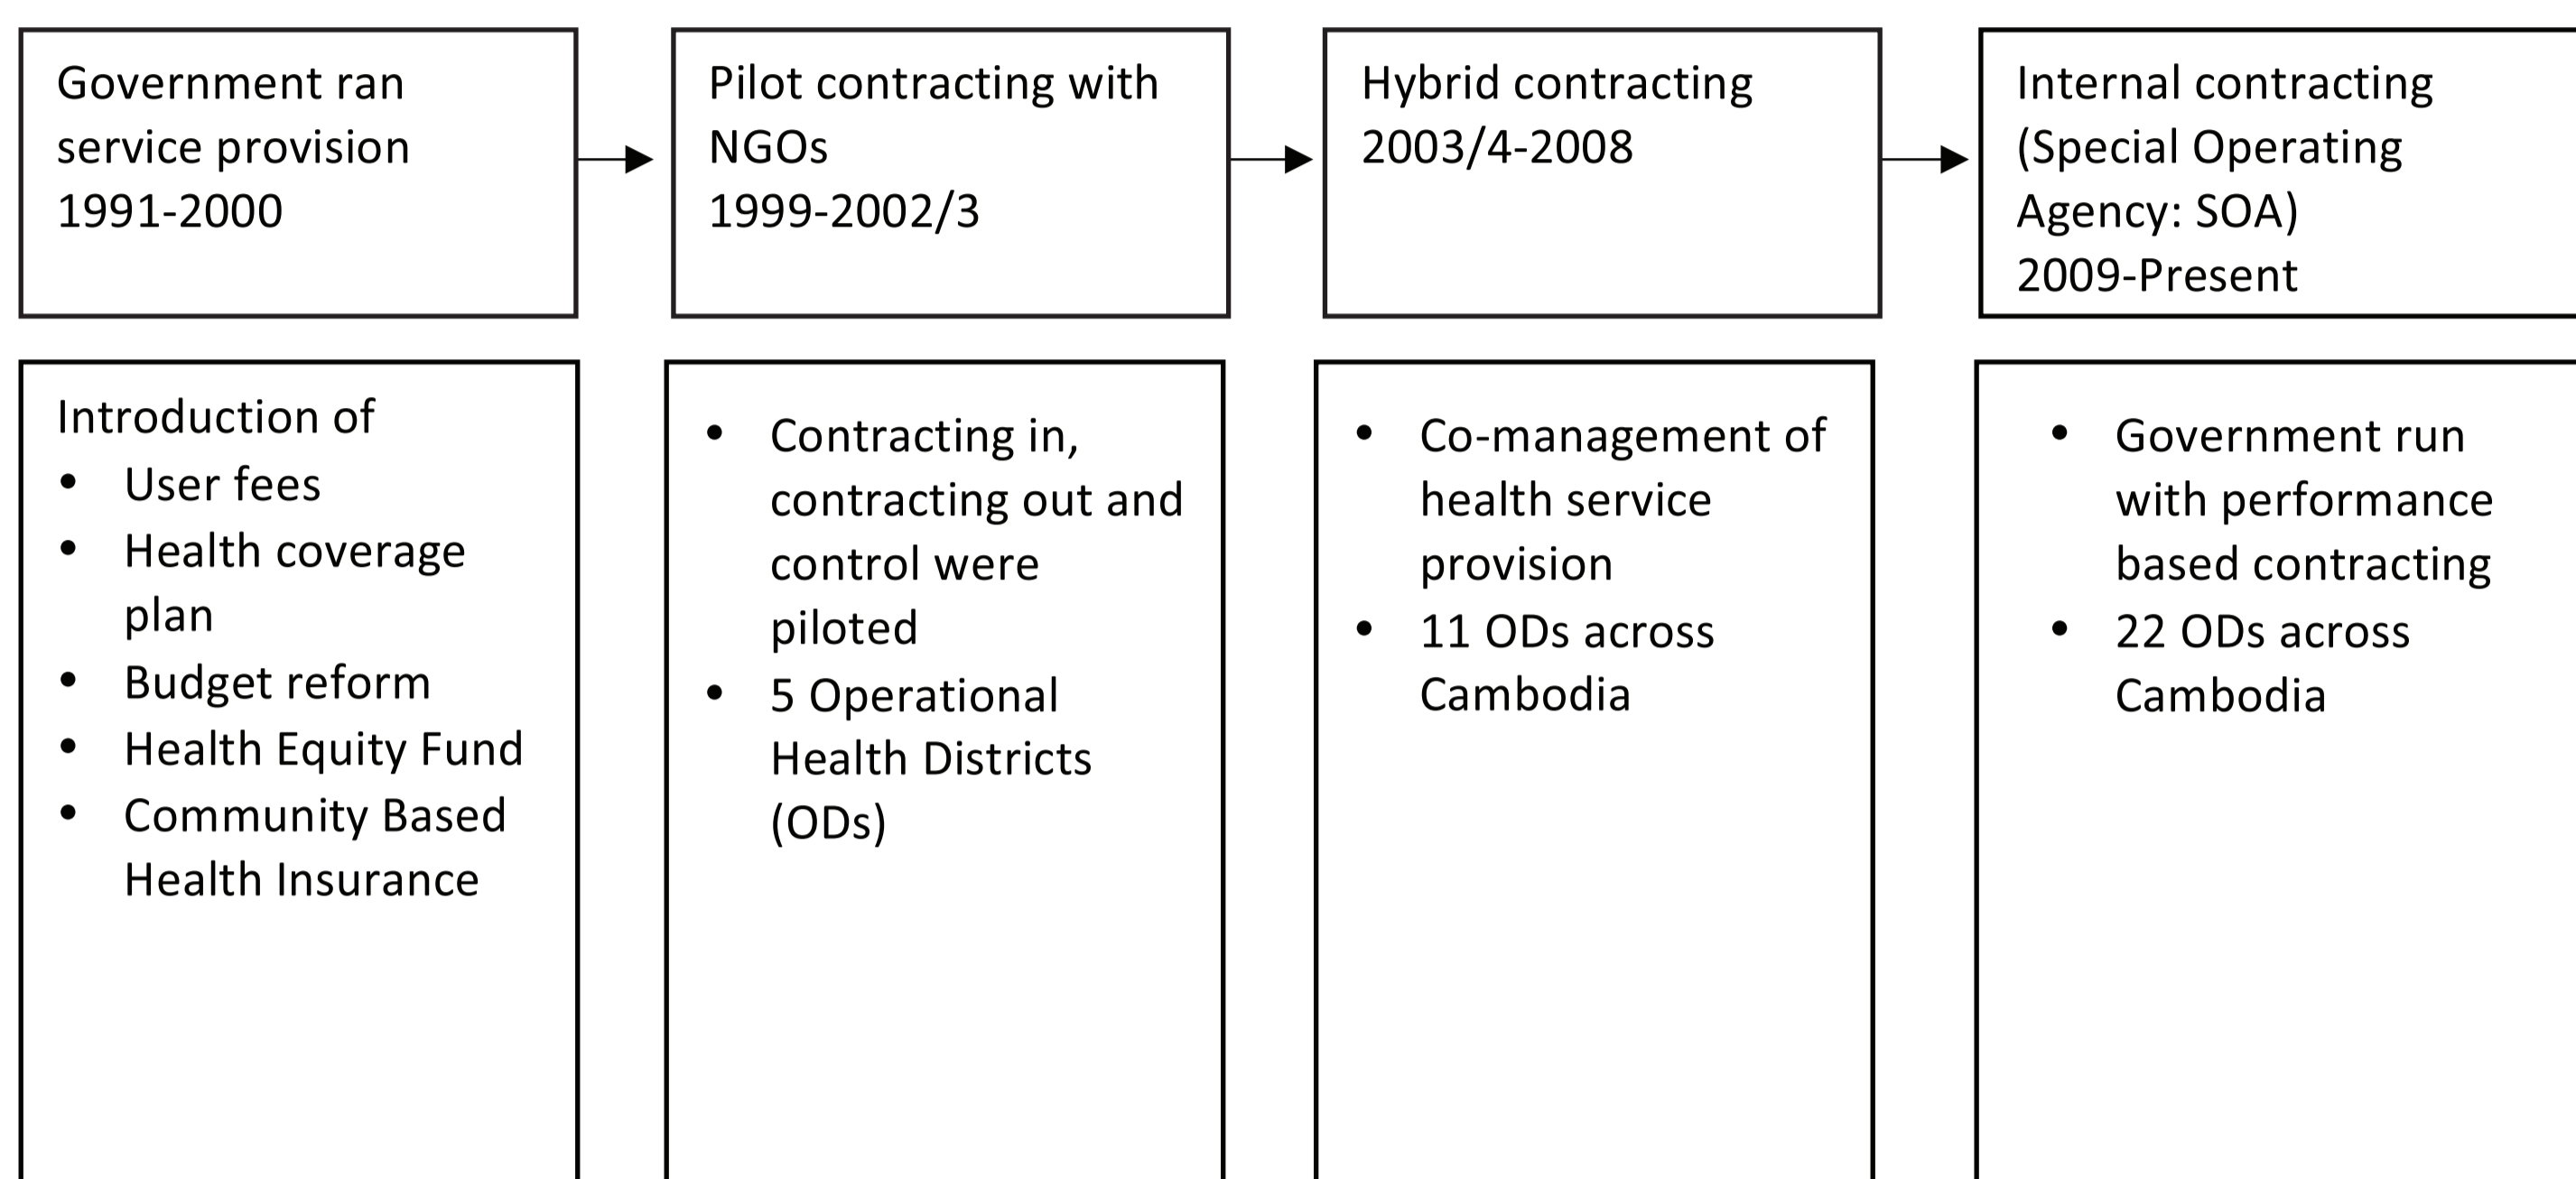 Government ran
service provision
1991-2000
Pilot contracting with
NGOs
1999-2002/3
Hybrid contracting
2003/4-2008
Internal contracting
(Special Operating
Agency: SOA)
2009-Present
Introduction of
• User fees
• Health coverage
plan
• Budget reform
• Health Equity Fund
• Community Based
Health Insurance
• Contracting in,
contracting out and
control were
piloted
• 5 Operational
Health Districts
(ODs)
• Co-management of
health service
provision
• 11 ODs across
Cambodia
• Government run
with performance
based contracting
• 22 ODs across
Cambodia